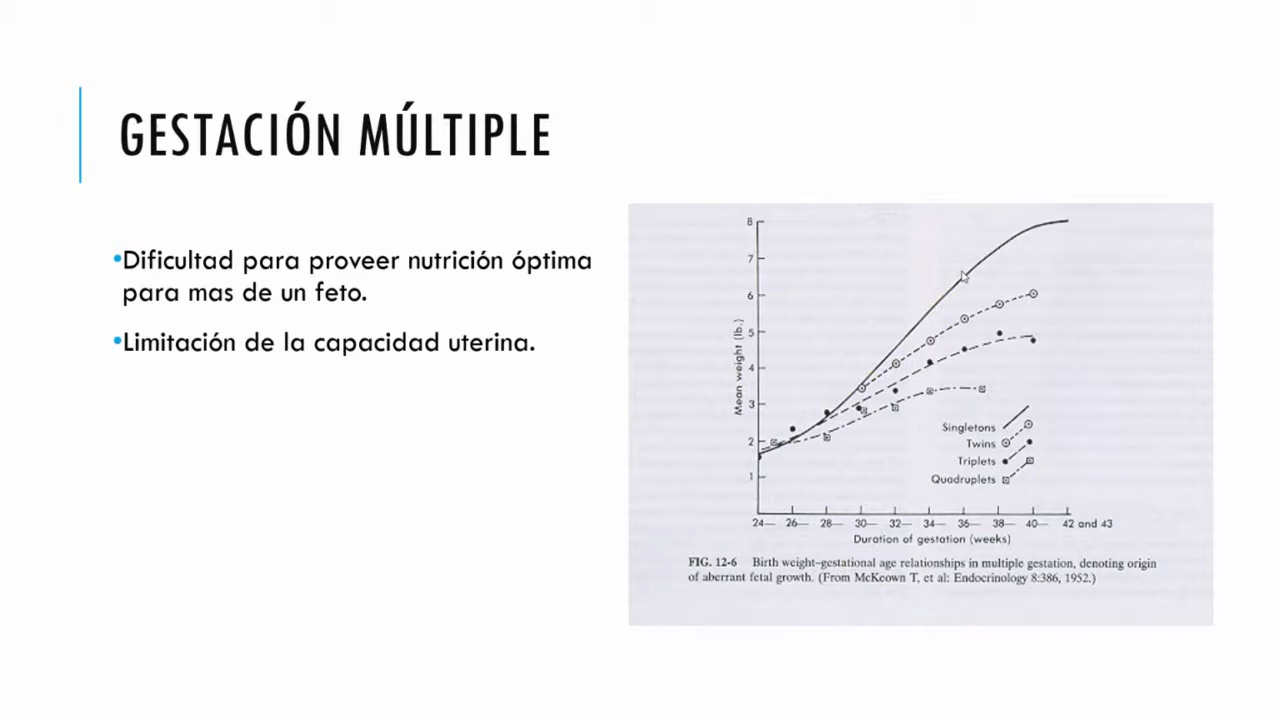 GESTACIÓN MÚLTIPLE
•Dificultad para proveer nutrición óptima
para mas de un feto.
•Limitación de la capacidad uterina.
8
7
6
5
4
3
2
1
Mean weight (lb.)
Singletons
Twins
Triplets
Quadruplets
24— 26— 28— 30— 32— 34— 36— 38— 40— 42 and 43
Duration of gestation (weeks)
FIG. 12-6 Birth weight–gestational age relationships in multiple gestation, denoting origin
of aberrant fetal growth. (From McKeown T, et al: Endocrinology 8:386, 1952.)